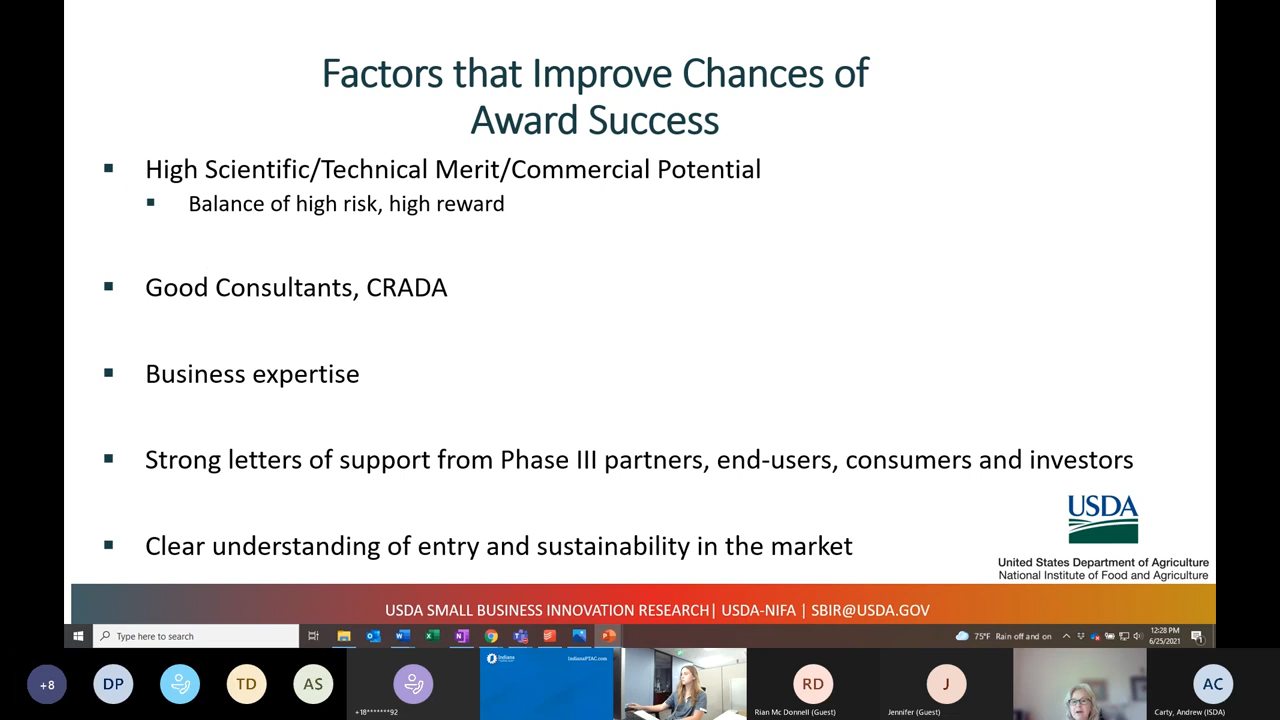 Factors that Improve Chances of
Award Success
High Scientific/Technical Merit/Commercial Potential
Balance of high risk, high reward
Good Consultants, CRADA
Business expertise
Strong letters of support from Phase III partners, end-users, consumers and investors
Clear understanding of entry and sustainability in the market
USDA
United States Department of Agriculture
National Institute of Food and Agriculture
USDA SMALL BUSINESS INNOVATION RESEARCH| USDA-NIFA | SBIR@USDA.GOV
Type here to search
75°F Rain off and on
12:28 PM
6/25/2021
+8
DP
TD
AS
+18*******92
Indiana
IndianaPTAC.com
RD
Rian Mc Donnell (Guest)
J
Jennifer (Guest)
AC
Carty, Andrew (ISDA)